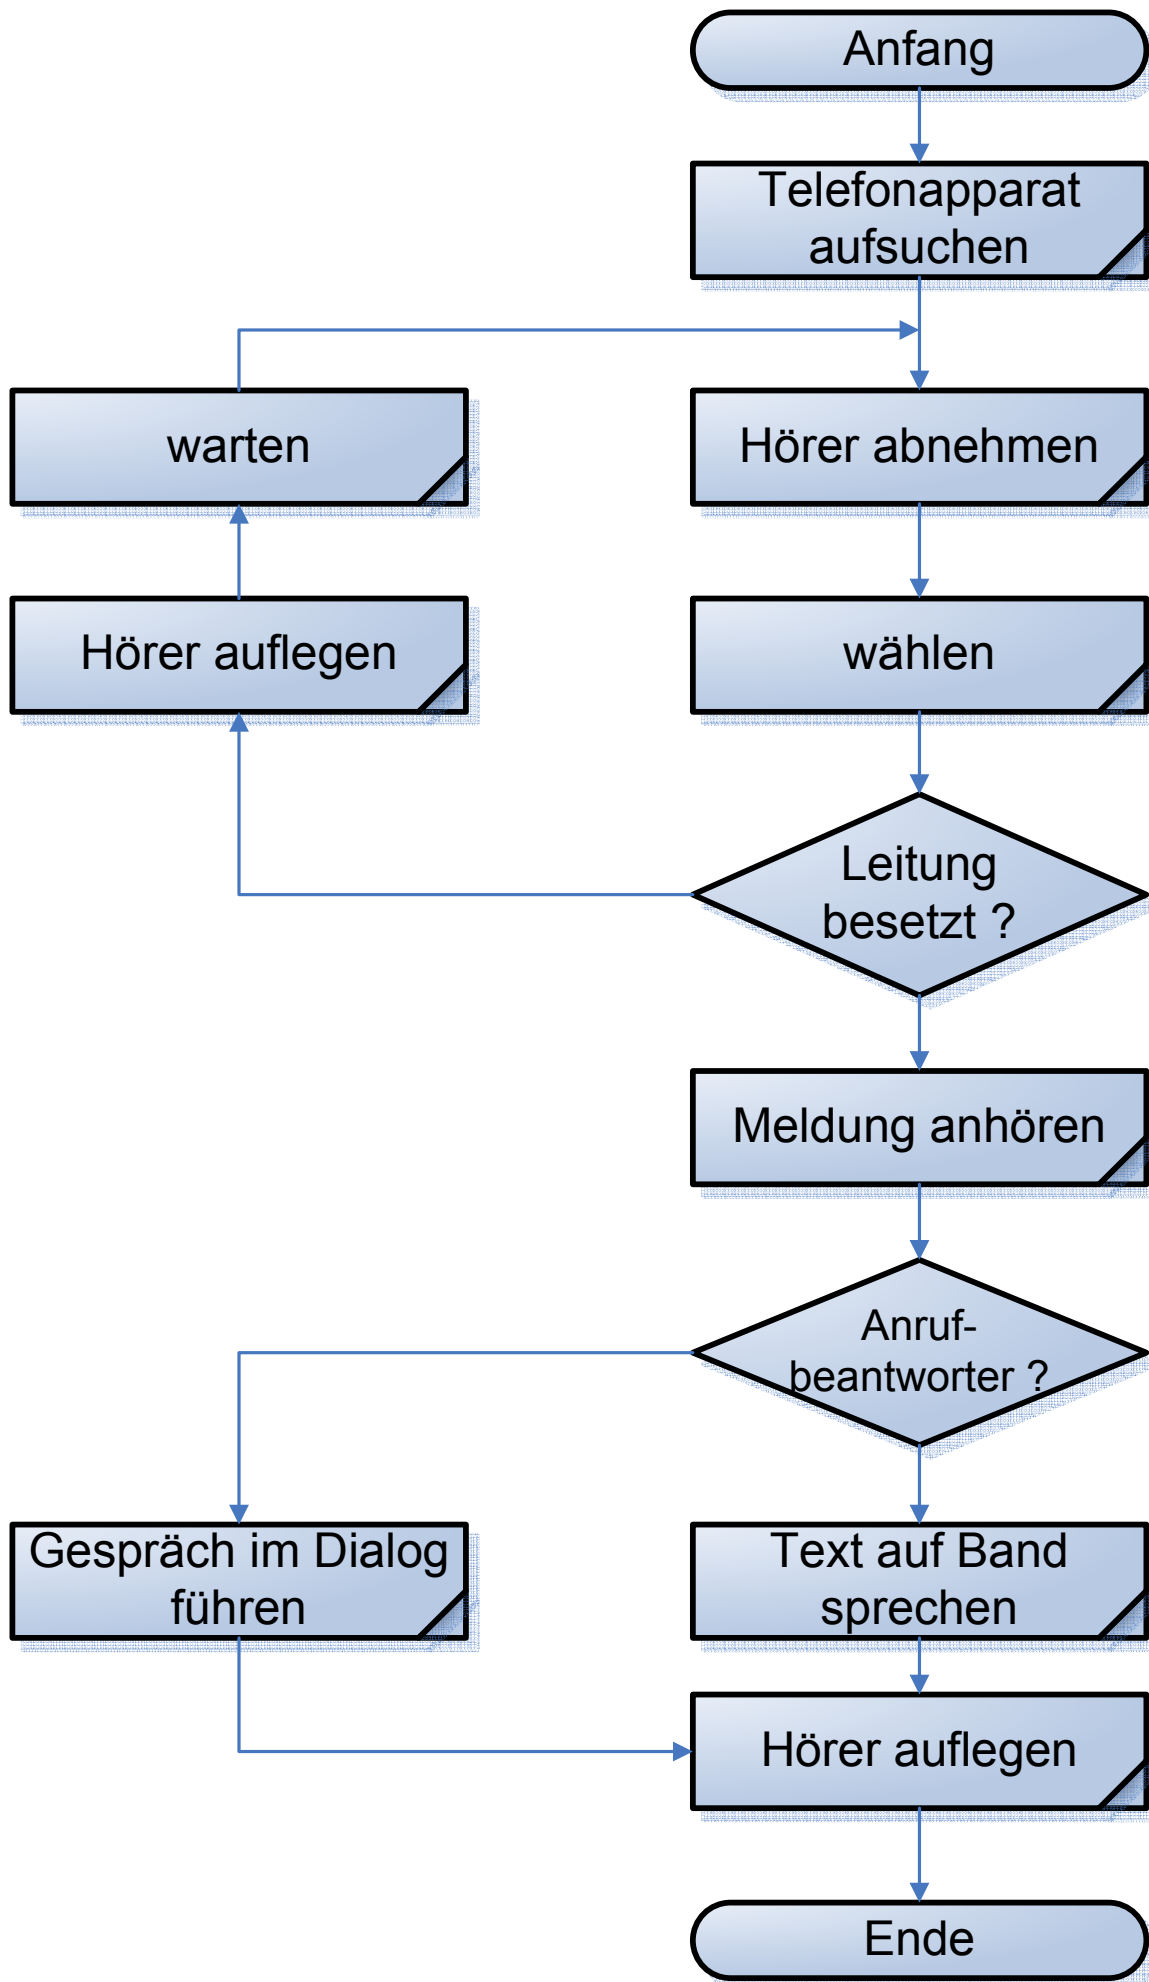 Anfang
Telefonapparat
aufsuchen
warten
Hörer abnehmen
Hörer auflegen
wählen
Leitung
besetzt ?
Meldung anhören
Anruf-
beantworter ?
Gespräch im Dialog
führen
Text auf Band
sprechen
Hörer auflegen
Ende